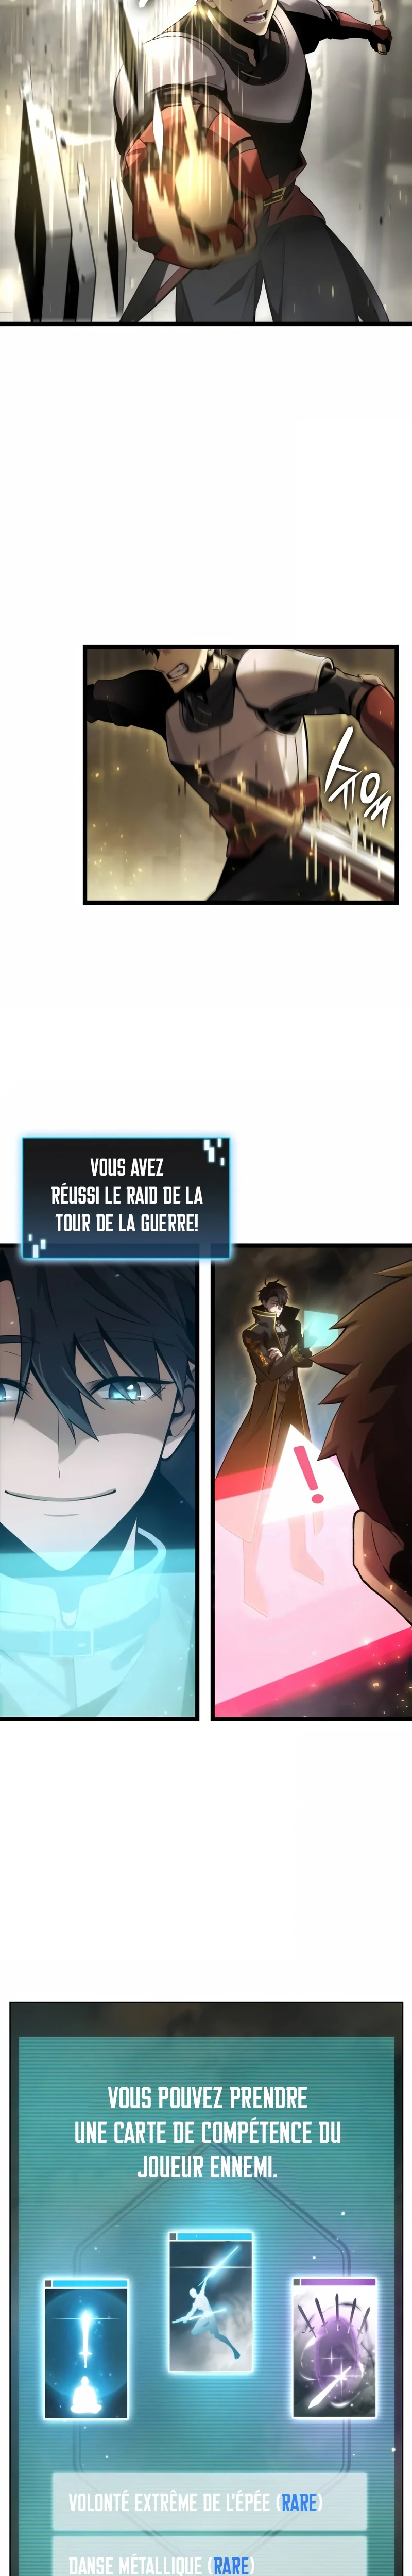 VOUS AVEZ
RÉUSSI LE RAID DE LA
TOUR DE LA GUERRE!
!
VOUS POUVEZ PRENDRE
UNE CARTE DE COMPÉTENCE DU
JOUEUR ENNEMI.
VOLONTÉ EXTRÊME DE L'ÉPÉE (RARE)
DANSE MÉTALLIQUE (RARE)